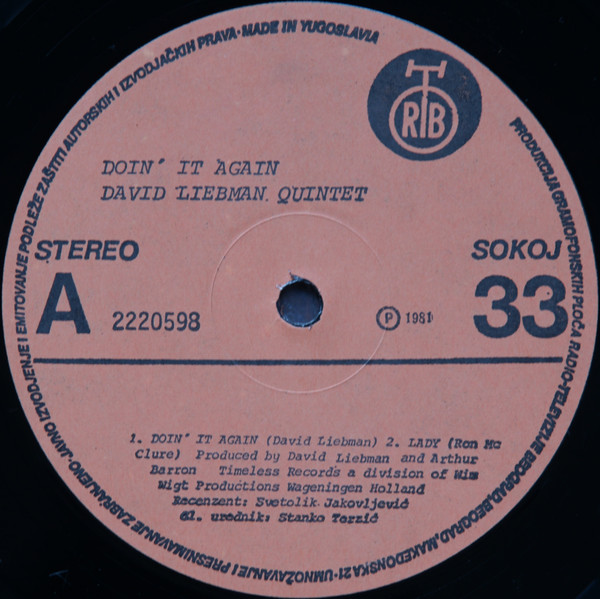 JAVNO IZVODJENJE I EMITOVANJE PODLEŽE ZAŠTITI AUTORSKIH I IZVODJAČKIH PRAVA·MADE IN YUGOSLAVIA
PRODUKCIJA GRAMOFONSKIH PLOČA RADIO-TELEVIZIJE BEOGRAD, BEOGRAD, MAKEDONSKA 21·UMNOŽAVANJE I PRESNIMAVANJE ZABRANJENO·
RTB
DOIN' IT AGAIN
DAVID LIEBMAN QUINTET
STEREO
SOKOJ
A 2220598
℗ 1981
33
1. DOIN' IT AGAIN (David Liebman) 2. LADY (Ron Mc
Clure) Produced by David Liebman and Arthur
Barron Timeless Records a division of Wim
Wigt Productions Wageningen Holland
Recenzent: Svetolik Jakovljević
Gl. urednik: Stanko Terzić